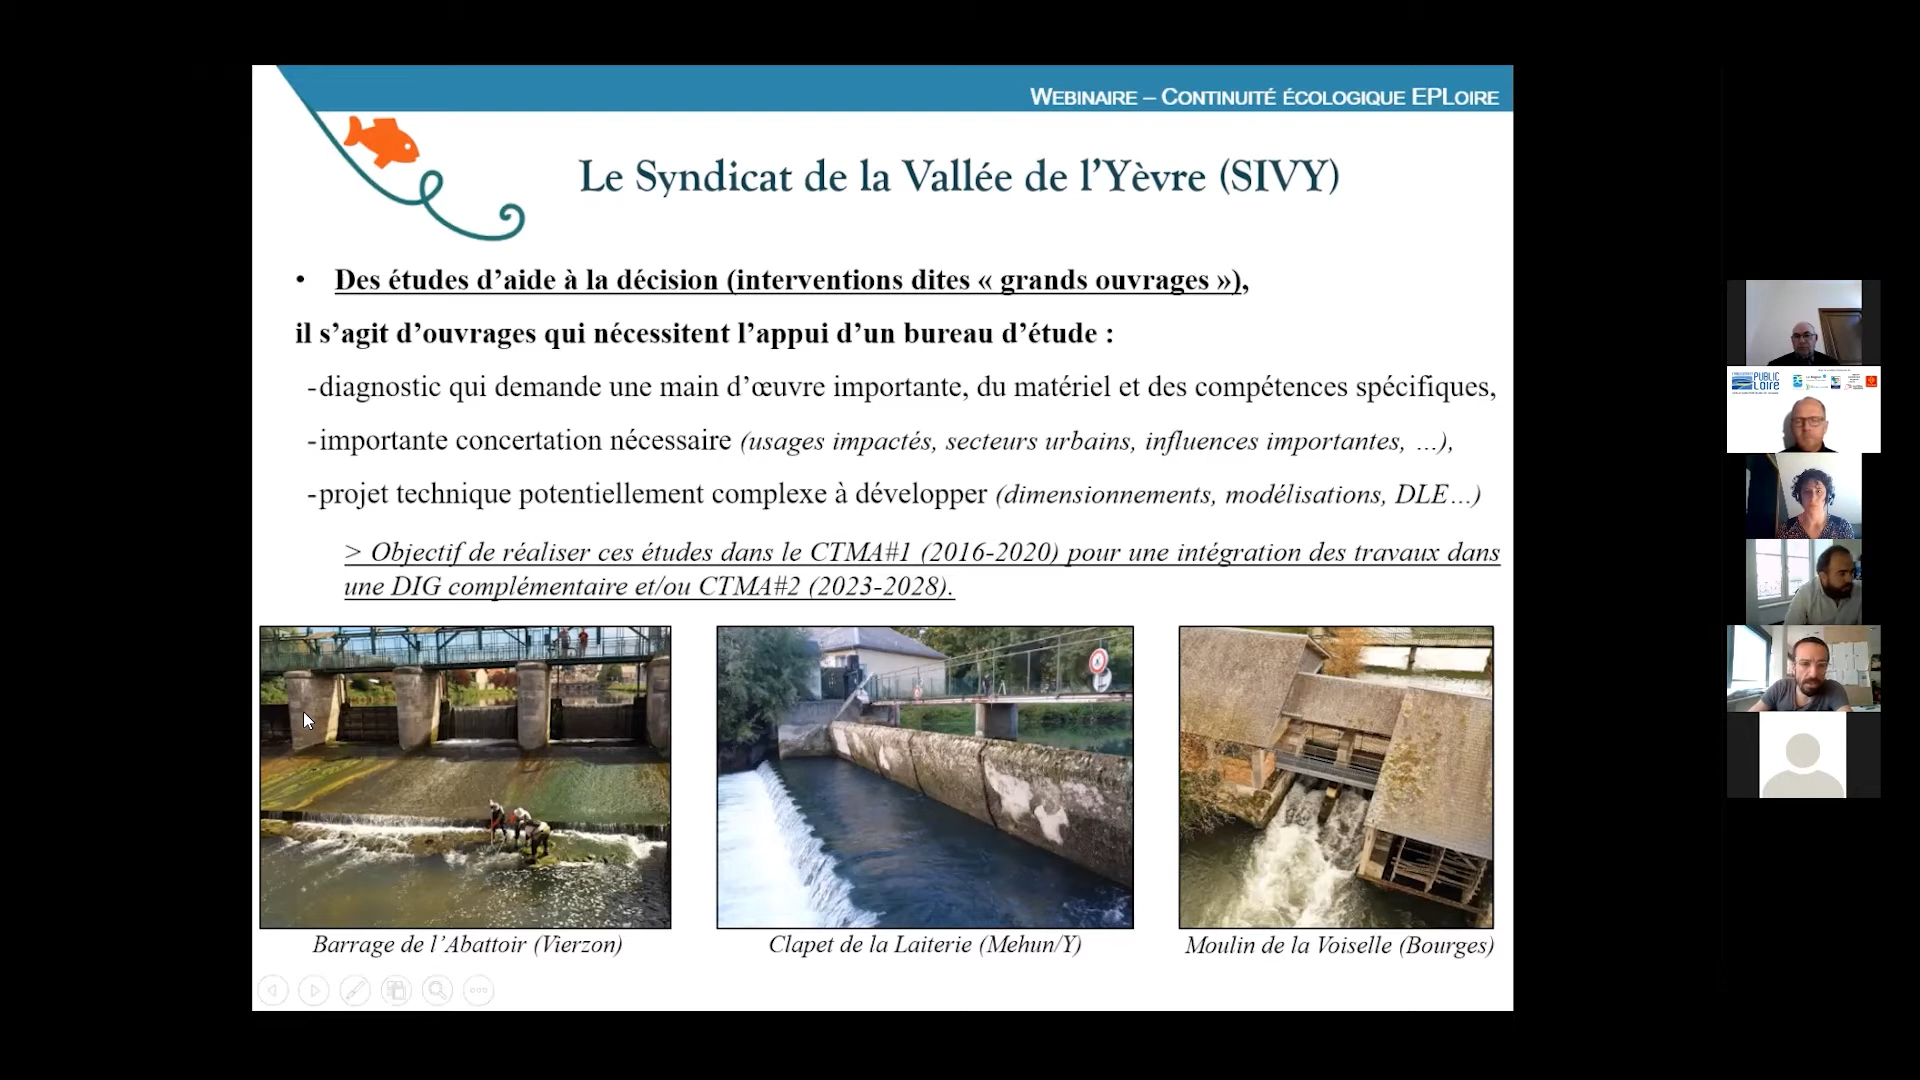 WEBINAIRE – CONTINUITÉ ÉCOLOGIQUE EPLOIRE
Le Syndicat de la Vallée de l’Yèvre (SIVY)
• Des études d’aide à la décision (interventions dites « grands ouvrages »),
il s’agit d’ouvrages qui nécessitent l’appui d’un bureau d’étude :
-diagnostic qui demande une main d’œuvre importante, du matériel et des compétences spécifiques,
-importante concertation nécessaire (usages impactés, secteurs urbains, influences importantes, …),
-projet technique potentiellement complexe à développer (dimensionnements, modélisations, DLE…)
> Objectif de réaliser ces études dans le CTMA#1 (2016-2020) pour une intégration des travaux dans
une DIG complémentaire et/ou CTMA#2 (2023-2028).
Barrage de l’Abattoir (Vierzon)
Clapet de la Laiterie (Mehun/Y)
Moulin de la Voiselle (Bourges)
PUBLIC
LOIRE